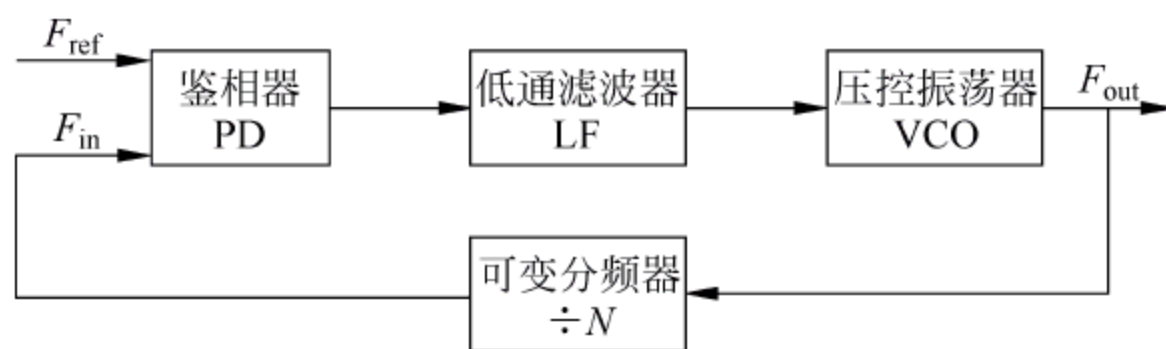 F_ref
鉴相器
PD
F_in
低通滤波器
LF
压控振荡器
VCO
F_out
可变分频器
÷N